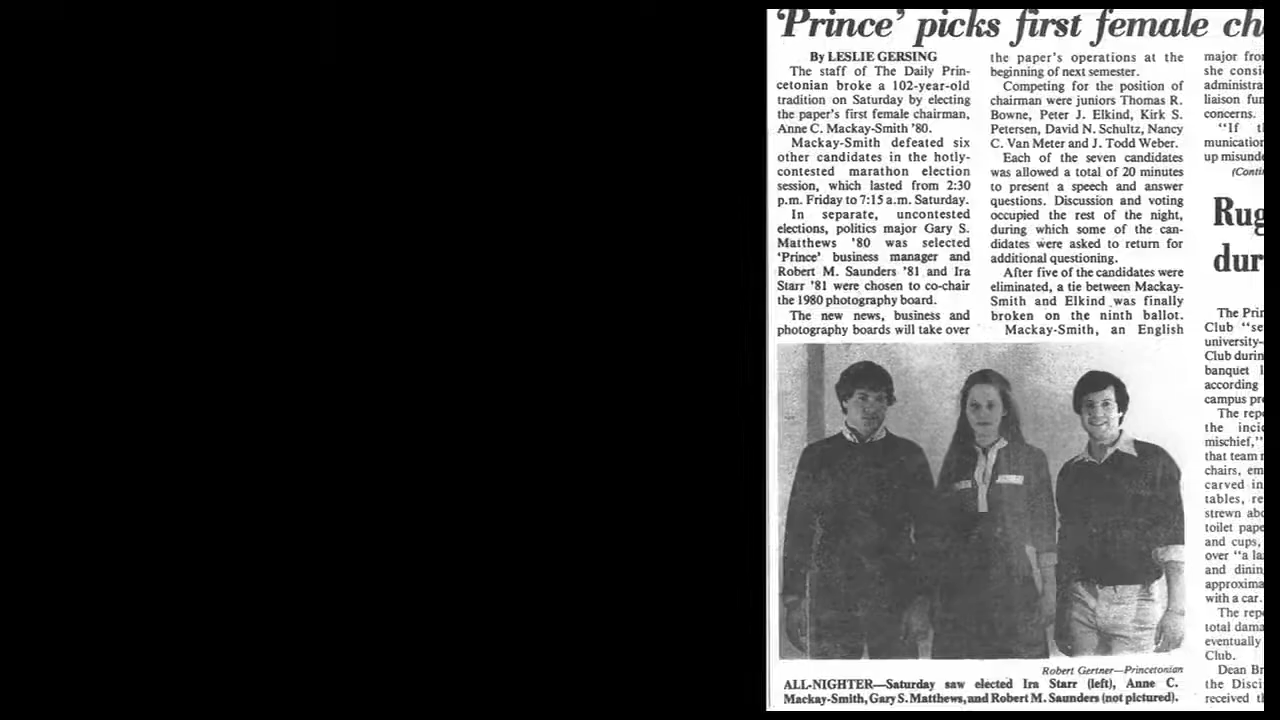 'Prince' picks first female ch
By LESLIE GERSING
The staff of The Daily Prin-
cetonian broke a 102-year-old
tradition on Saturday by electing
the paper's first female chairman,
Anne C. Mackay-Smith '80.
Mackay-Smith defeated six
other candidates in the hotly-
contested marathon election
session, which lasted from 2:30
p.m. Friday to 7:15 a.m. Saturday.
In separate, uncontested
elections, politics major Gary S.
Matthews '80 was selected
'Prince' business manager and
Robert M. Saunders '81 and Ira
Starr '81 were chosen to co-chair
the 1980 photography board.
The new news, business and
photography boards will take over
the paper's operations at the
beginning of next semester.
Competing for the position of
chairman were juniors Thomas R.
Bowne, Peter J. Elkind, Kirk S.
Petersen, David N. Schultz, Nancy
C. Van Meter and J. Todd Weber.
Each of the seven candidates
was allowed a total of 20 minutes
to present a speech and answer
questions. Discussion and voting
occupied the rest of the night,
during which some of the can-
didates were asked to return for
additional questioning.
After five of the candidates were
eliminated, a tie between Mackay-
Smith and Elkind was finally
broken on the ninth ballot.
Mackay-Smith, an English
major fro
she consi
administra
liaison fun
concerns.
"If t
munication
up misunde
(Conti
Robert Gertner—Princetonian
ALL-NIGHTER—Saturday saw elected Ira Starr (left), Anne C.
Mackay-Smith, Gary S. Matthews, and Robert M. Saunders (not pictured).
Rug
dur
The Prin
Club "se
university-
Club durin
banquet l
according
campus pr
The repo
the inci
mischief,"
that team
chairs, em
carved in
tables, re
strewn abo
toilet pape
and cups,
over "a la
and dinin
approxima
with a car.
The repo
total dama
eventually
Club.
Dean Br
the Disci
received t